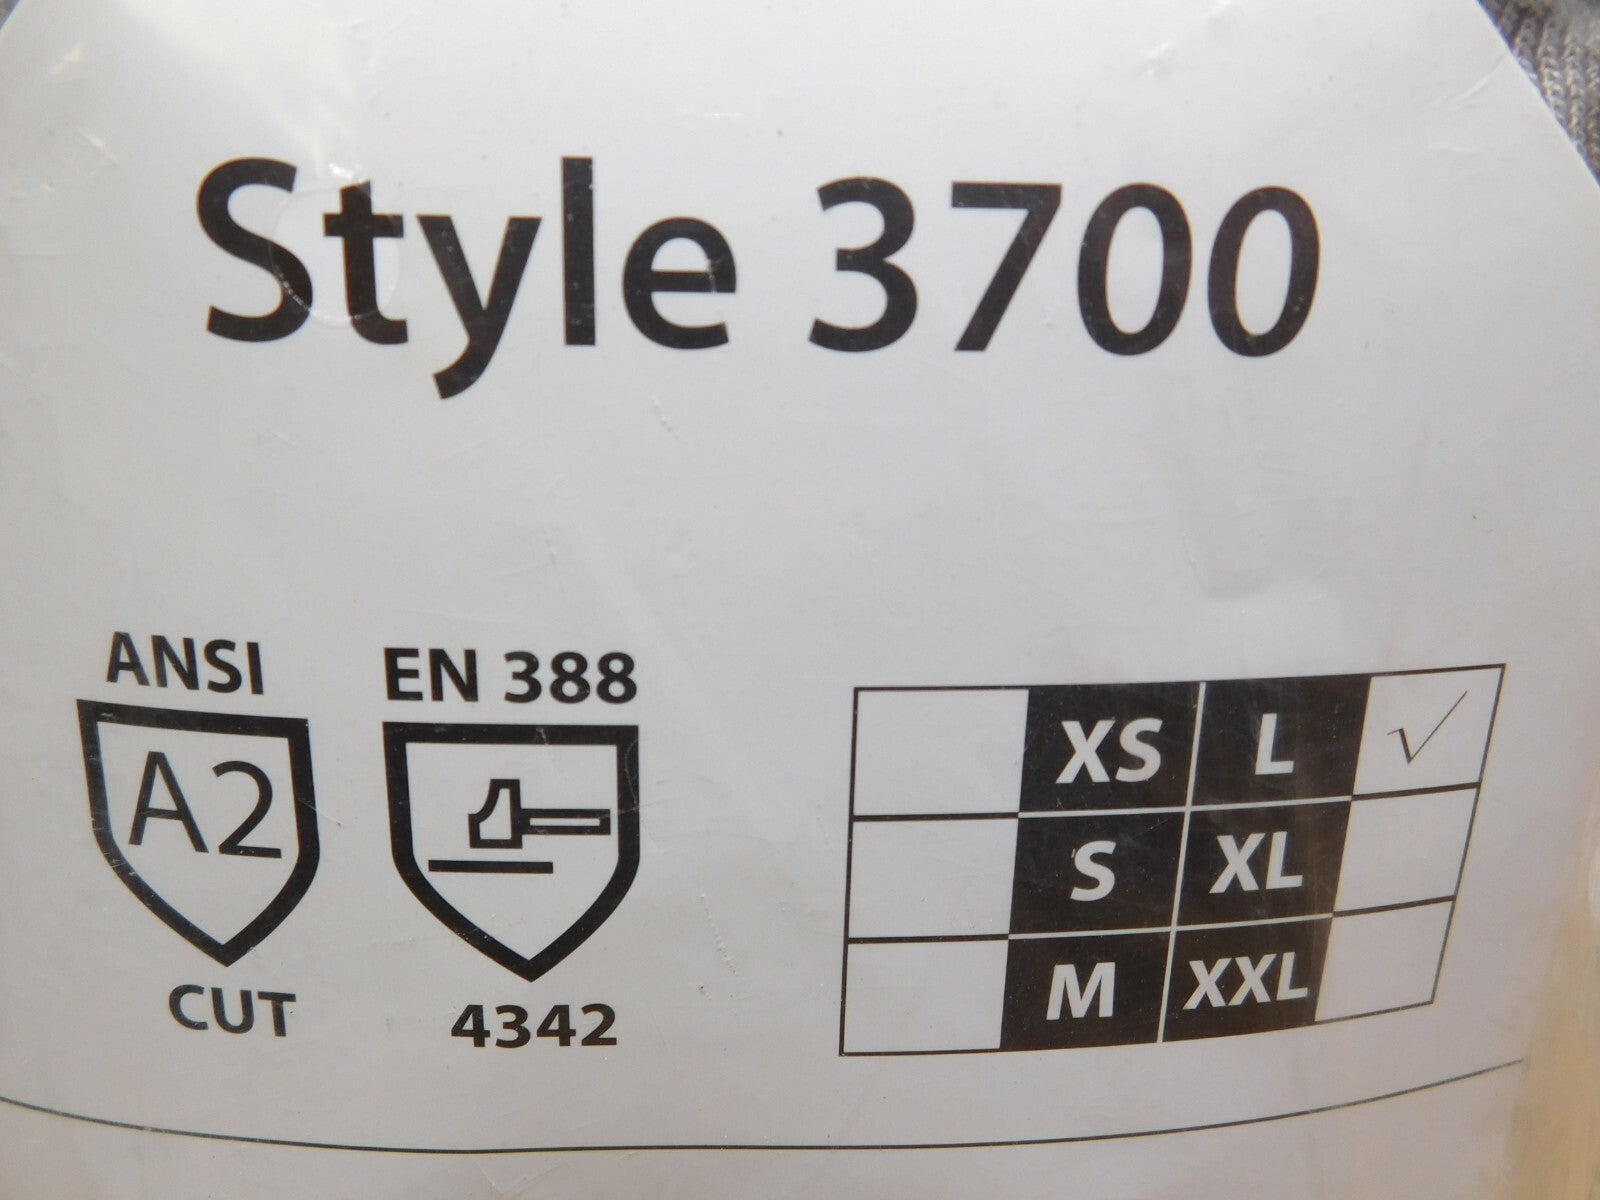 Style 3700
ANSI
A2
CUT
EN 388
4342
XS L ✓
S XL
M XXL